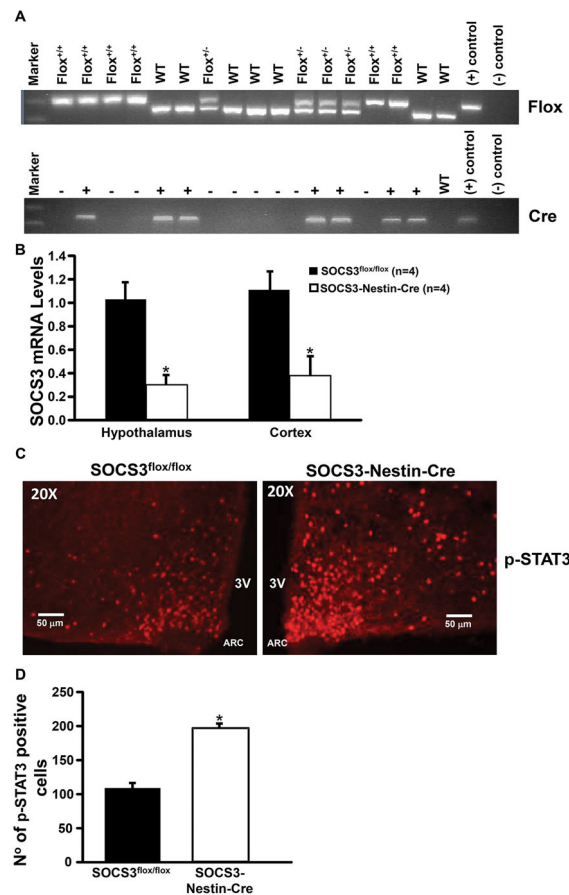 A
Marker Flox+/+ Flox+/+ Flox+/+ Flox+/+ WT WT Flox+/- WT WT WT Flox+/- Flox+/- Flox+/- Flox+/+ Flox+/+ WT WT (+) control (-) control
Flox
Marker - + - - + + - - - - + + - + + WT (+) control (-) control
Cre
B
SOCS3 mRNA Levels
1.4
1.2
1.0
0.8
0.6
0.4
0.2
0.0
SOCS3flox/flox (n=4)
SOCS3-Nestin-Cre (n=4)
* *
Hypothalamus Cortex
C
SOCS3flox/flox SOCS3-Nestin-Cre
20X 20X
p-STAT3
3V 3V
50 µm 50 µm
ARC ARC
D
Nº of p-STAT3 positive
cells
250
200
150
100
50
0
*
SOCS3flox/flox SOCS3-
Nestin-Cre